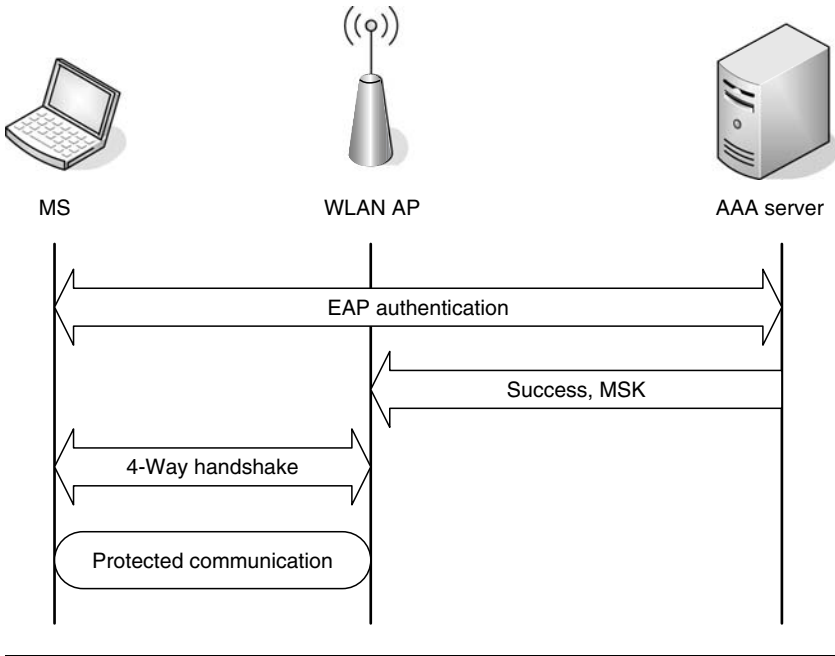 MS
WLAN AP
AAA server
EAP authentication
Success, MSK
4-Way handshake
Protected communication